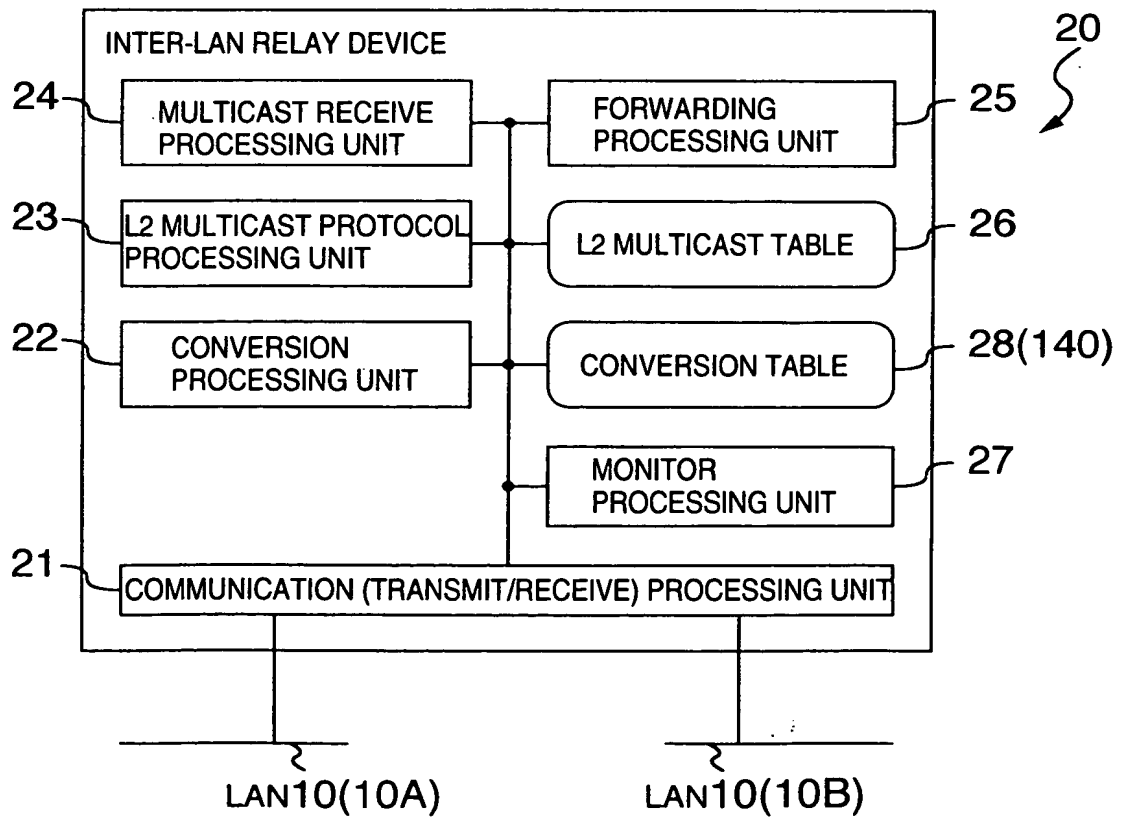 INTER-LAN RELAY DEVICE
20
24
MULTICAST RECEIVE
PROCESSING UNIT
FORWARDING
PROCESSING UNIT
25
23
L2 MULTICAST PROTOCOL
PROCESSING UNIT
L2 MULTICAST TABLE
26
22
CONVERSION
PROCESSING UNIT
CONVERSION TABLE
28(140)
MONITOR
PROCESSING UNIT
27
21
COMMUNICATION (TRANSMIT/RECEIVE) PROCESSING UNIT
LAN10(10A)
LAN10(10B)